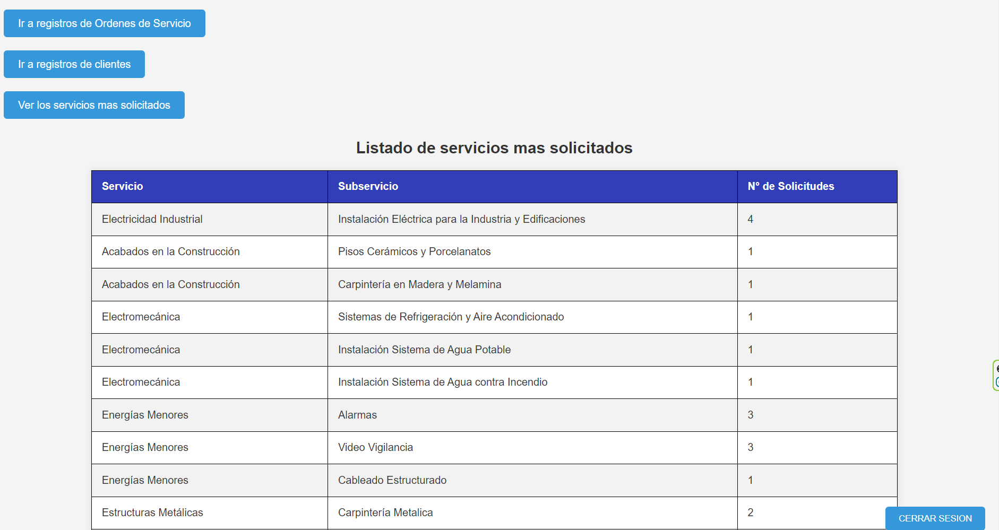 Ir a registros de Ordenes de Servicio
Ir a registros de clientes
Ver los servicios mas solicitados
Listado de servicios mas solicitados
Servicio Subservicio N° de Solicitudes
Electricidad Industrial Instalación Eléctrica para la Industria y Edificaciones 4
Acabados en la Construcción Pisos Cerámicos y Porcelanatos 1
Acabados en la Construcción Carpintería en Madera y Melamina 1
Electromecánica Sistemas de Refrigeración y Aire Acondicionado 1
Electromecánica Instalación Sistema de Agua Potable 1
Electromecánica Instalación Sistema de Agua contra Incendio 1
Energías Menores Alarmas 3
Energías Menores Video Vigilancia 3
Energías Menores Cableado Estructurado 1
Estructuras Metálicas Carpintería Metalica 2
CERRAR SESION